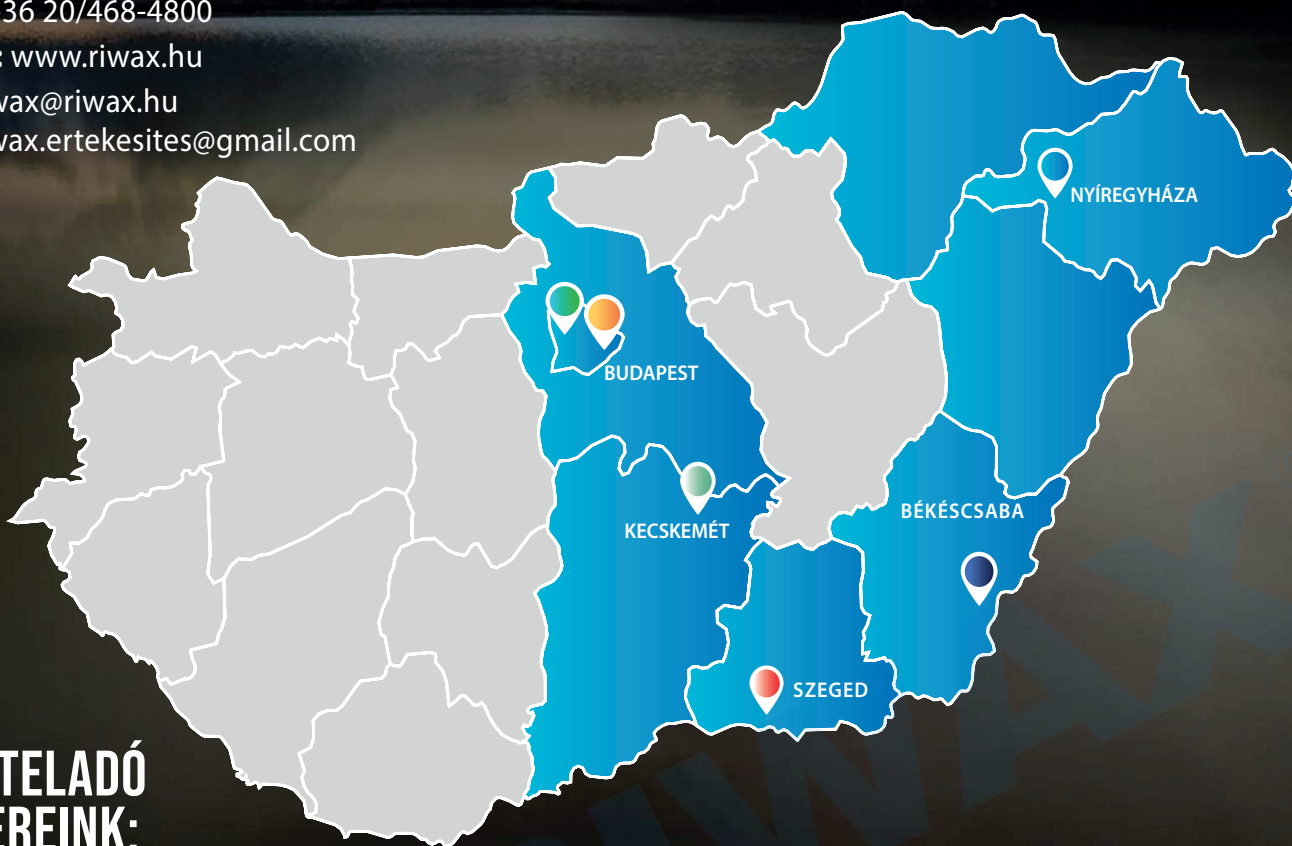 36 20/468-4800
: www.riwax.hu
wax@riwax.hu
wax.ertekesites@gmail.com
NYÍREGYHÁZA
BUDAPEST
KECSKEMÉT
BÉKÉSCSABA
SZEGED
TELADÓ
EREINK:
RIWAX